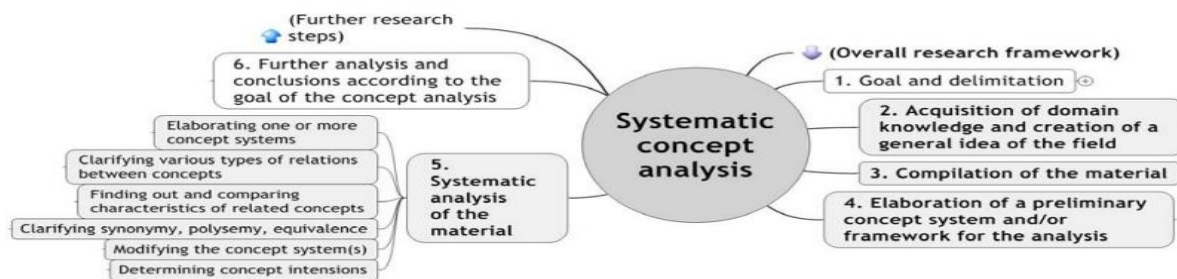 Systematic
concept
analysis
(Overall research framework)
1. Goal and delimitation
2. Acquisition of domain
knowledge and creation of a
general idea of the field
3. Compilation of the material
4. Elaboration of a preliminary
concept system and/or
framework for the analysis
5.
Systematic
analysis
of the
material
Elaborating one or more
concept systems
Clarifying various types of relations
between concepts
Finding out and comparing
characteristics of related concepts
Clarifying synonymy, polysemy, equivalence
Modifying the concept system(s)
Determining concept intensions
6. Further analysis and
conclusions according to the
goal of the concept analysis
(Further research
steps)